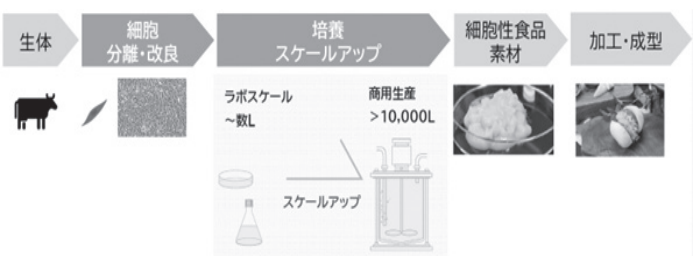 生体
細胞
分離・改良
培養
スケールアップ
細胞性食品
素材
加工・成型
ラボスケール
～数L
商用生産
>10,000L
スケールアップ